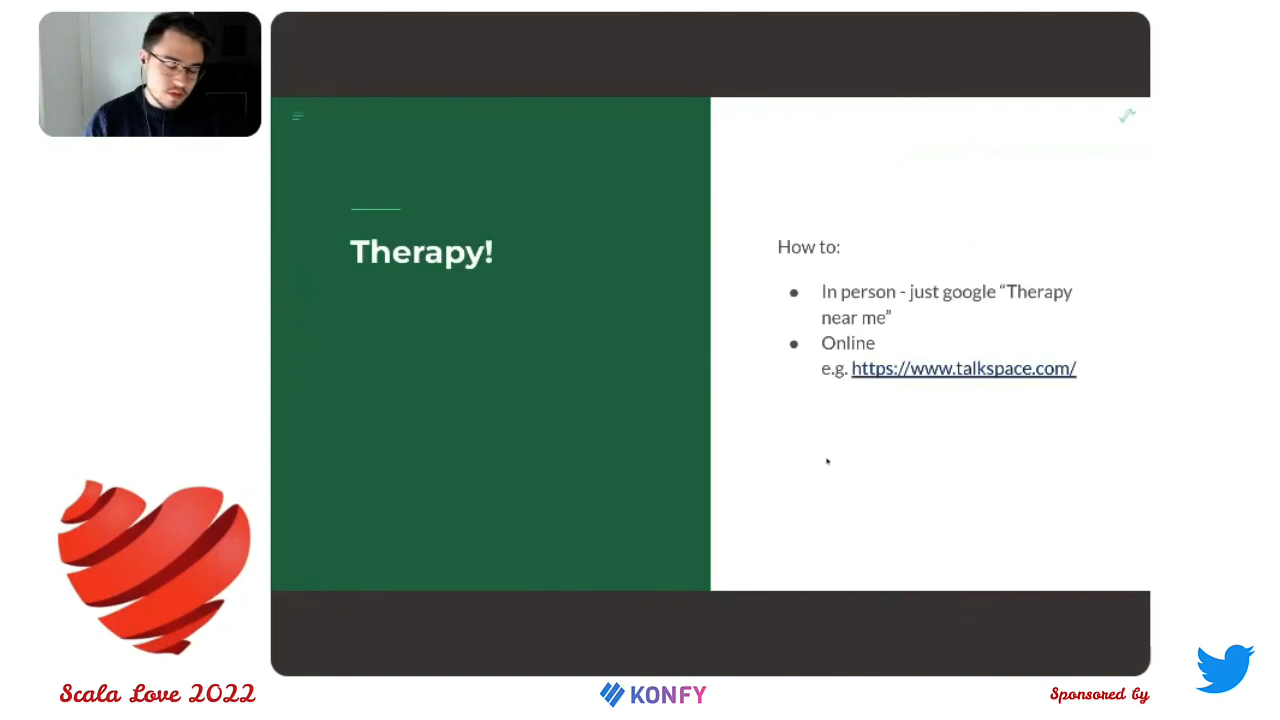 Therapy!
How to:
● In person - just google “Therapy
near me”
● Online
e.g. https://www.talkspace.com/
Scala Love 2022
KONFY
Sponsored by